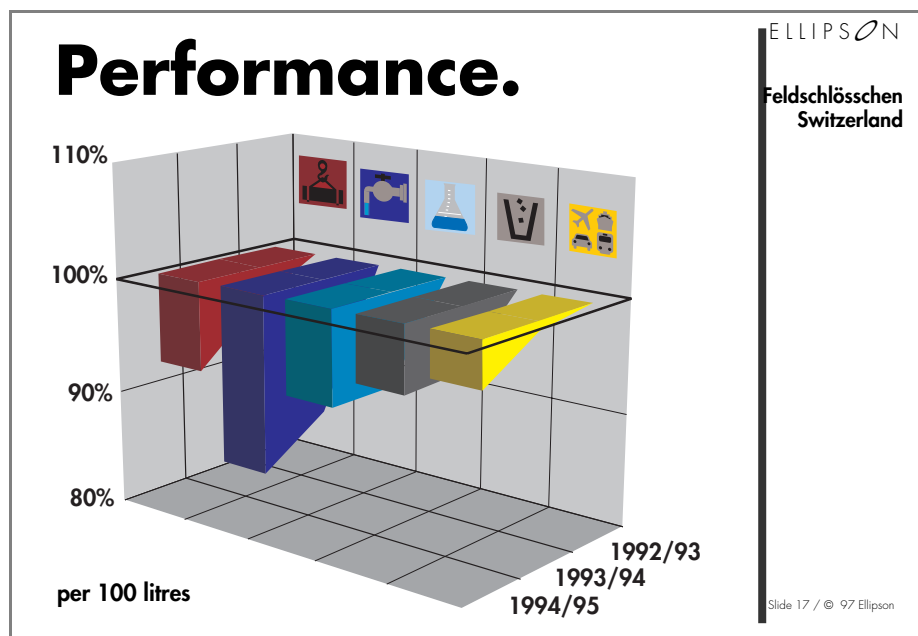 Performance.
ELLIPSON
Feldschlösschen
Switzerland
110%
100%
90%
80%
1992/93
1993/94
1994/95
per 100 litres
Slide 17 / © 97 Ellipson